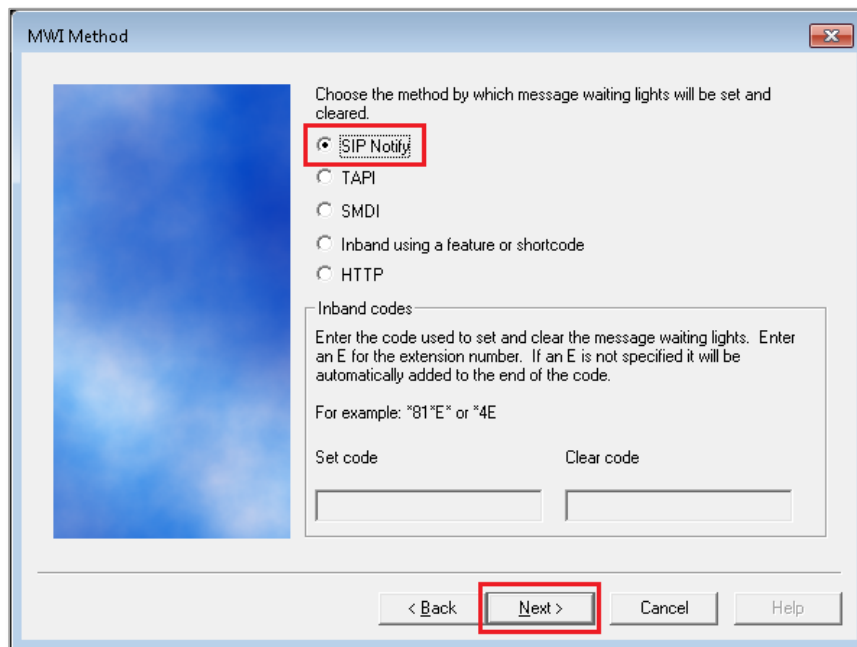 MWI Method
Choose the method by which message waiting lights will be set and
cleared.
SIP Notify
TAPI
SMDI
Inband using a feature or shortcode
HTTP
Inband codes
Enter the code used to set and clear the message waiting lights. Enter
an E for the extension number. If an E is not specified it will be
automatically added to the end of the code.
For example: *81*E* or *4E
Set code Clear code
< Back Next > Cancel Help